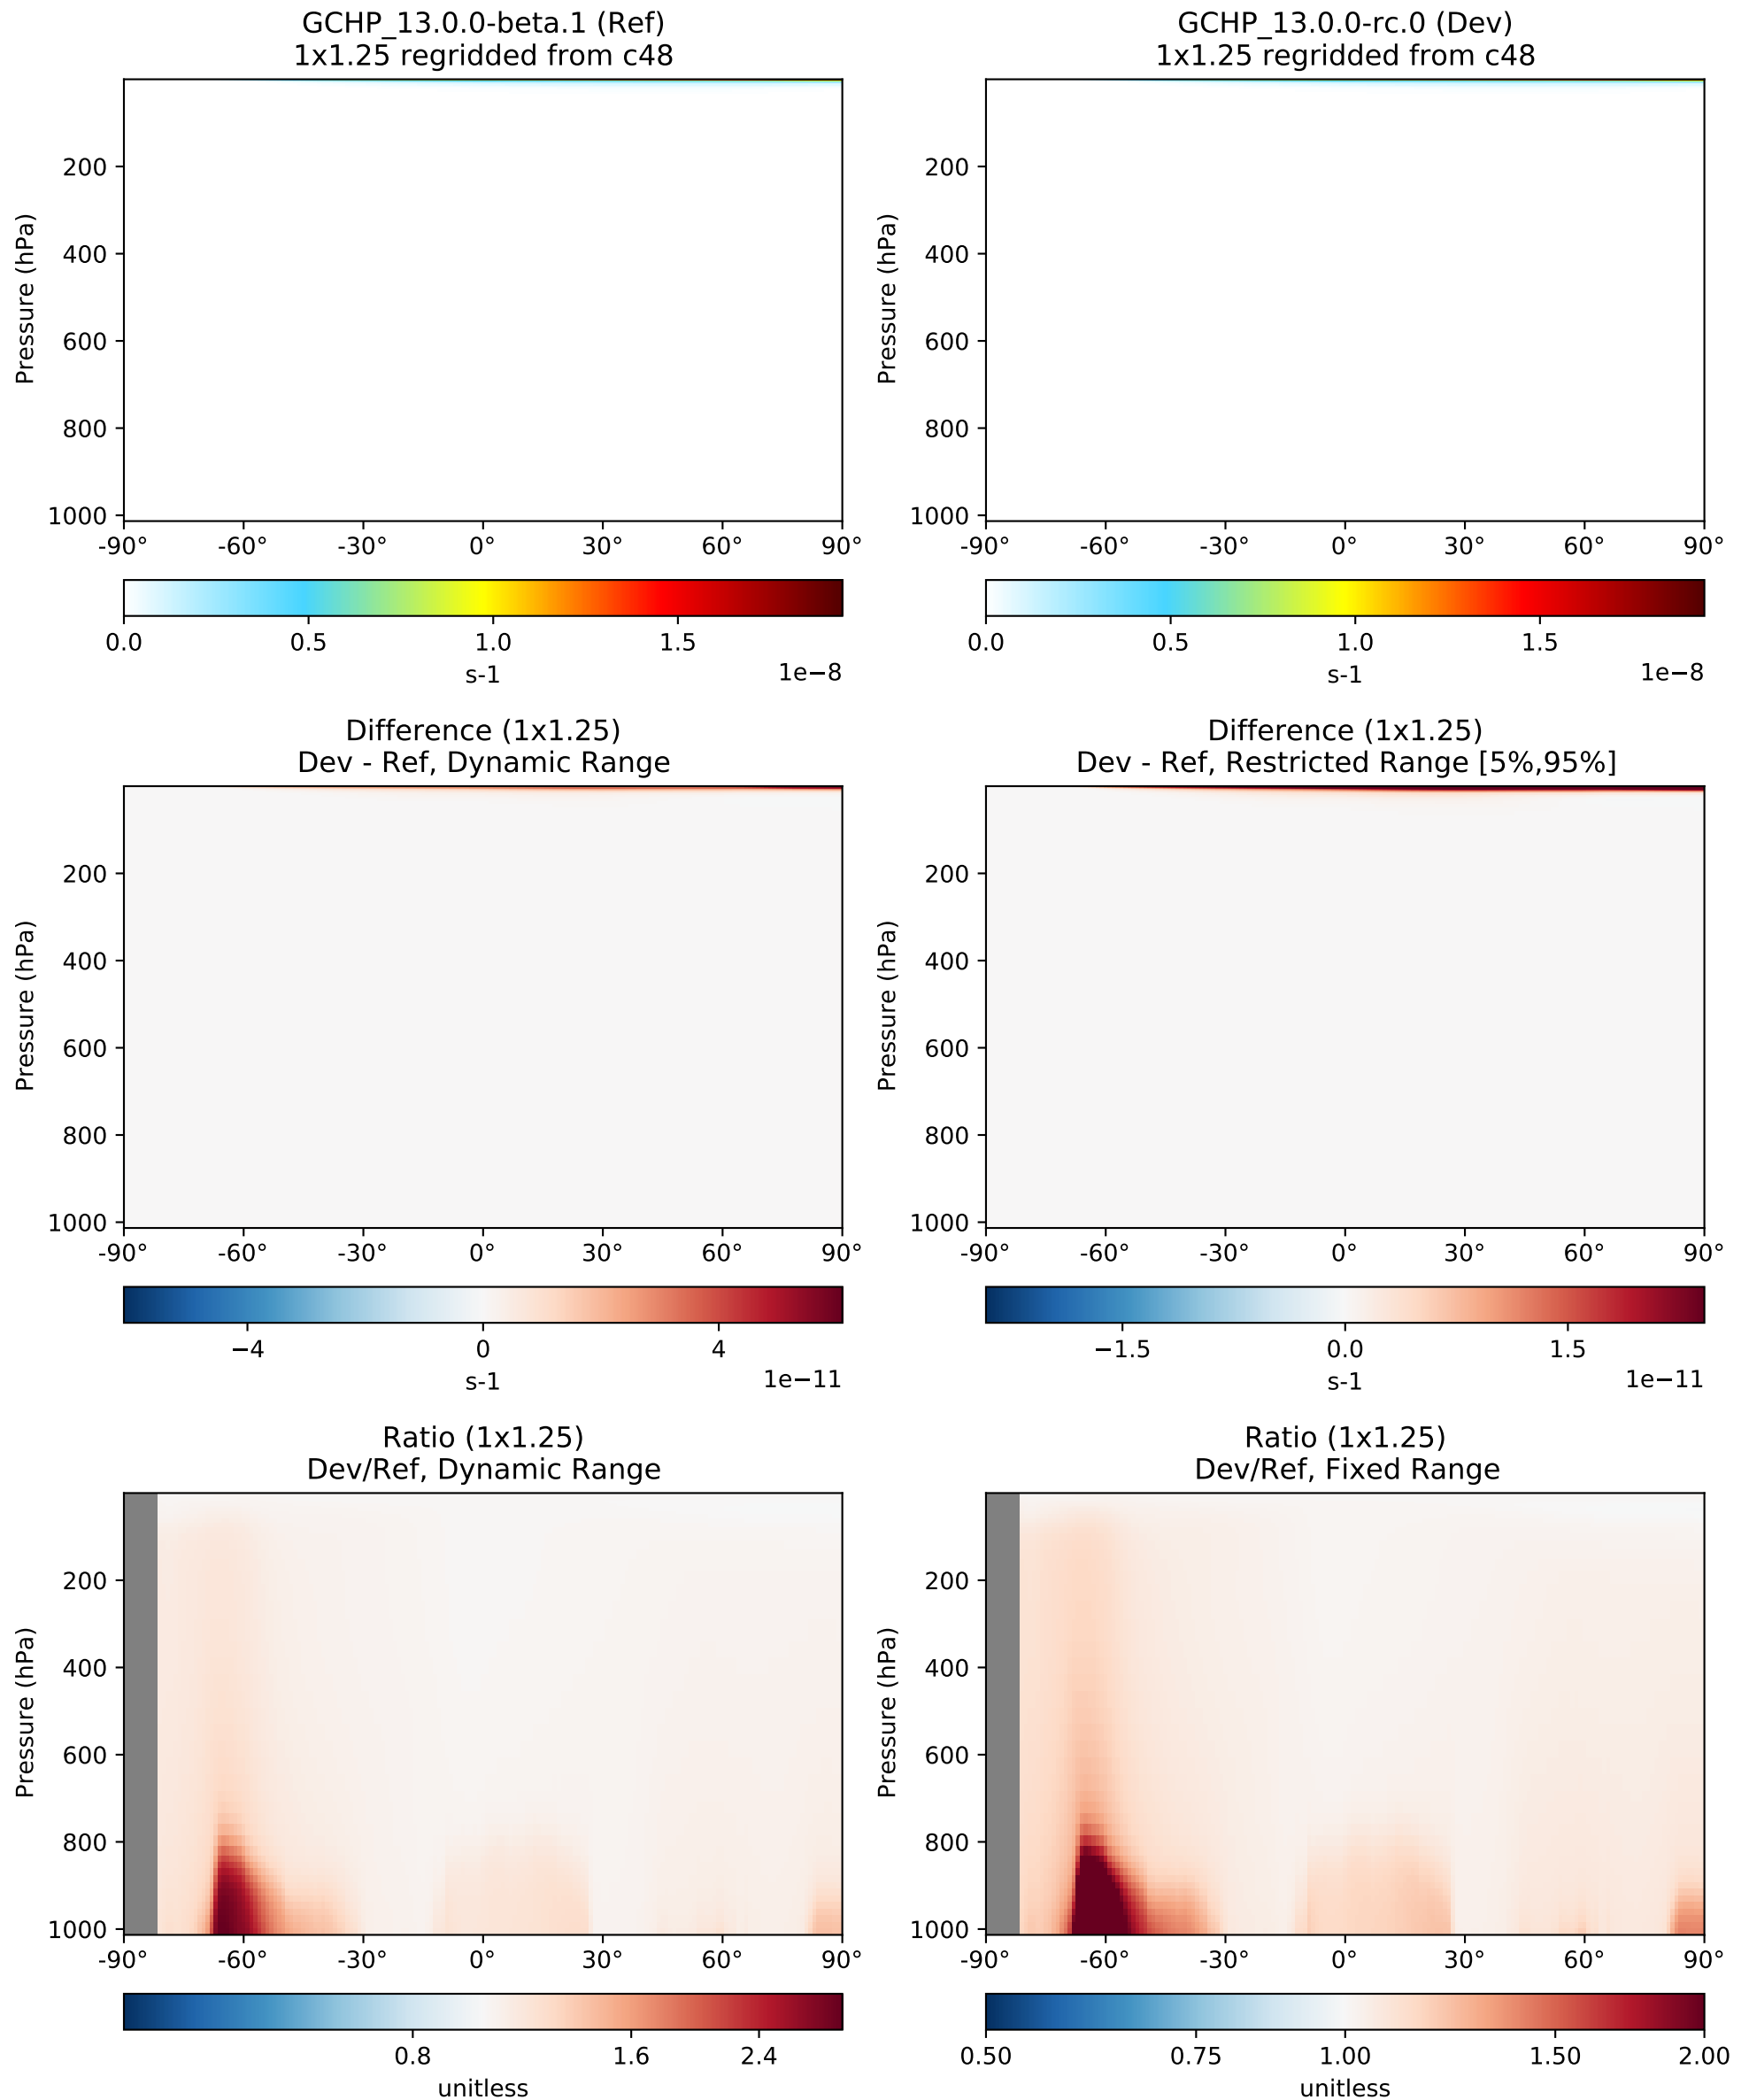 GCHP_13.0.0-beta.1 (Ref)
1x1.25 regridded from c48
200
400
600
800
1000
Pressure (hPa)
-90° -60° -30° 0° 30° 60° 90°
0.0 0.5 1.0 1.5
s-1
1e−8
GCHP_13.0.0-rc.0 (Dev)
1x1.25 regridded from c48
200
400
600
800
1000
Pressure (hPa)
-90° -60° -30° 0° 30° 60° 90°
0.0 0.5 1.0 1.5
s-1
1e−8
Difference (1x1.25)
Dev - Ref, Dynamic Range
200
400
600
800
1000
Pressure (hPa)
-90° -60° -30° 0° 30° 60° 90°
−4 0 4
s-1
1e−11
Difference (1x1.25)
Dev - Ref, Restricted Range [5%,95%]
200
400
600
800
1000
Pressure (hPa)
-90° -60° -30° 0° 30° 60° 90°
−1.5 0.0 1.5
s-1
1e−11
Ratio (1x1.25)
Dev/Ref, Dynamic Range
200
400
600
800
1000
Pressure (hPa)
-90° -60° -30° 0° 30° 60° 90°
0.8 1.6 2.4
unitless
Ratio (1x1.25)
Dev/Ref, Fixed Range
200
400
600
800
1000
Pressure (hPa)
-90° -60° -30° 0° 30° 60° 90°
0.50 0.75 1.00 1.50 2.00
unitless